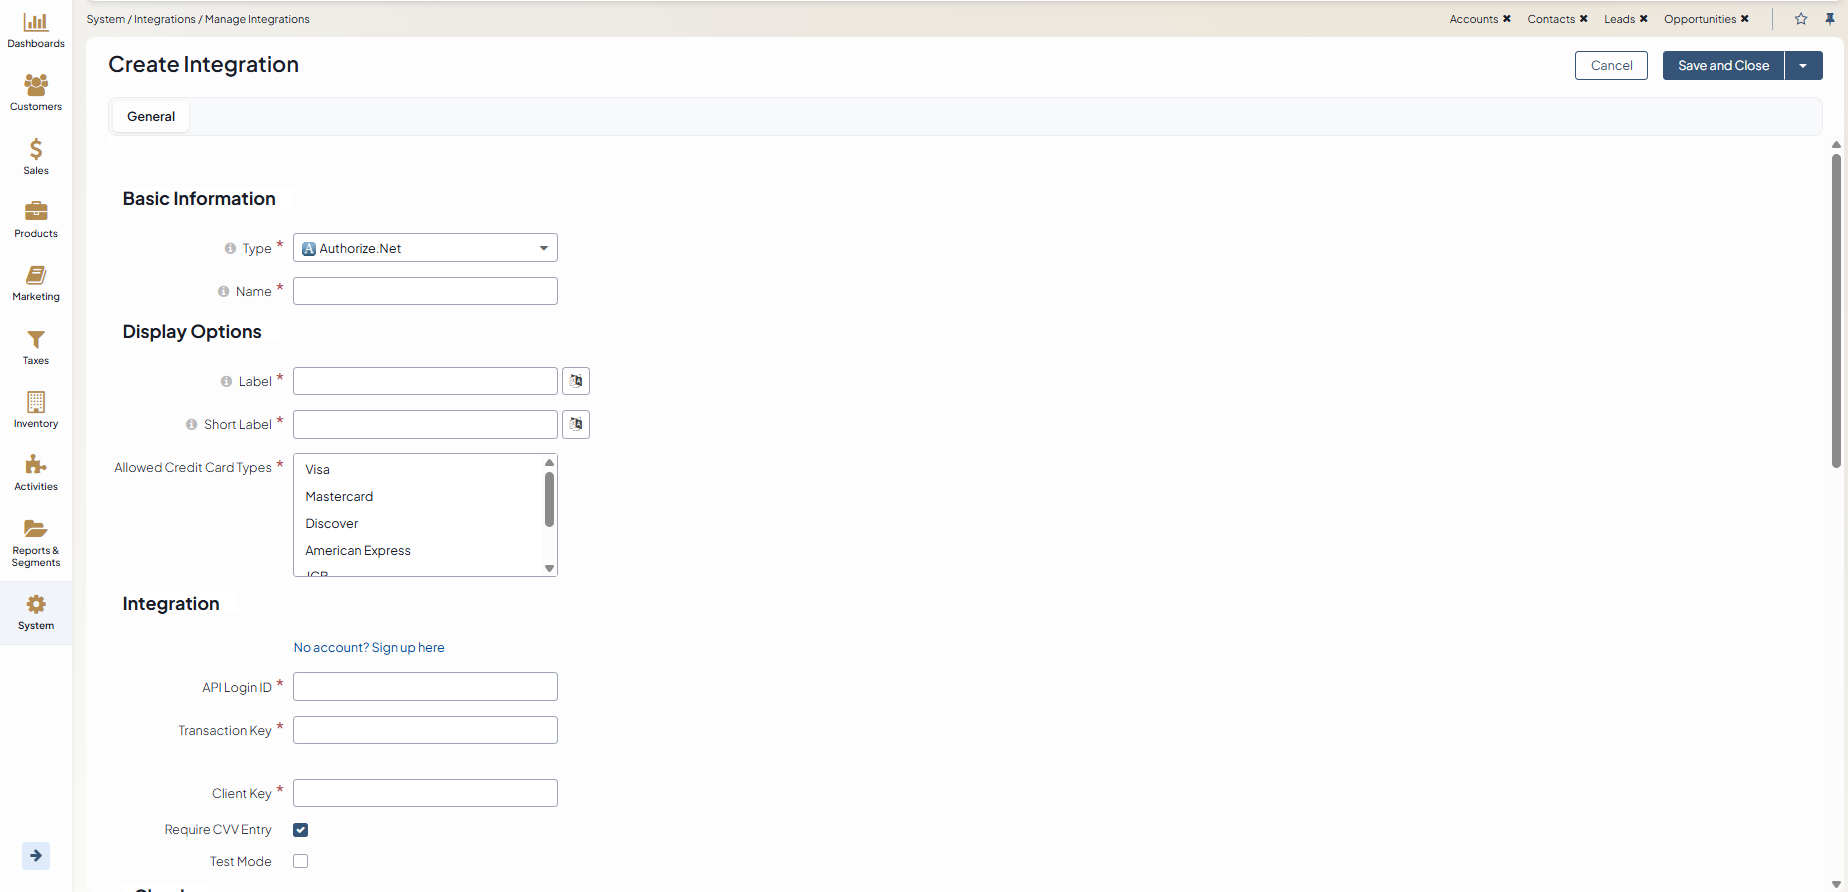 System / Integrations / Manage Integrations
Accounts ✖ Contacts ✖ Leads ✖ Opportunities ✖
Dashboards
Customers
Sales
Products
Marketing
Taxes
Inventory
Activities
Reports &
Segments
System
Create Integration
Cancel
Save and Close
General
Basic Information
Type *
Authorize.Net
Name *
Display Options
Label *
Short Label *
Allowed Credit Card Types *
Visa
Mastercard
Discover
American Express
JCB
Integration
No account? Sign up here
API Login ID *
Transaction Key *
Client Key *
Require CVV Entry
Test Mode